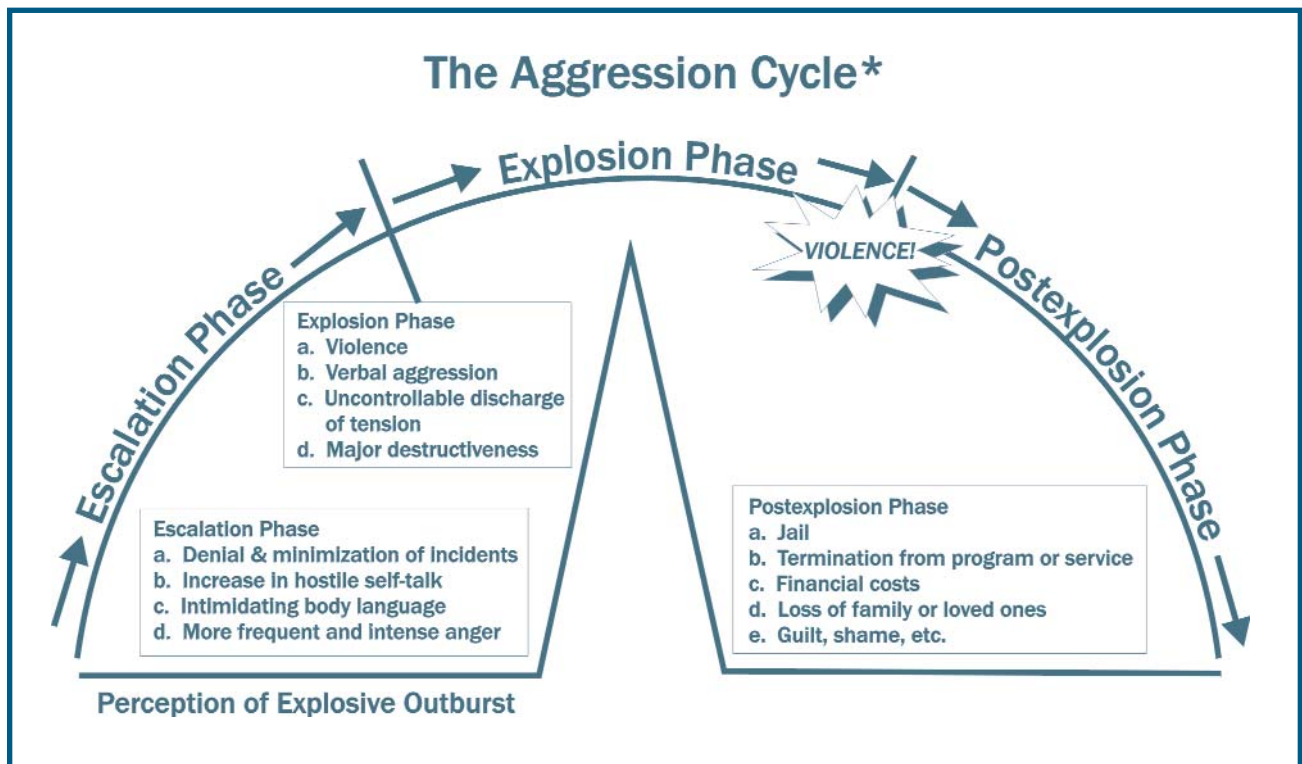 The Aggression Cycle*
Escalation Phase
Explosion Phase
VIOLENCE!
Postexplosion Phase
Explosion Phase
a. Violence
b. Verbal aggression
c. Uncontrollable discharge
of tension
d. Major destructiveness
Escalation Phase
a. Denial & minimization of incidents
b. Increase in hostile self-talk
c. Intimidating body language
d. More frequent and intense anger
Postexplosion Phase
a. Jail
b. Termination from program or service
c. Financial costs
d. Loss of family or loved ones
e. Guilt, shame, etc.
Perception of Explosive Outburst